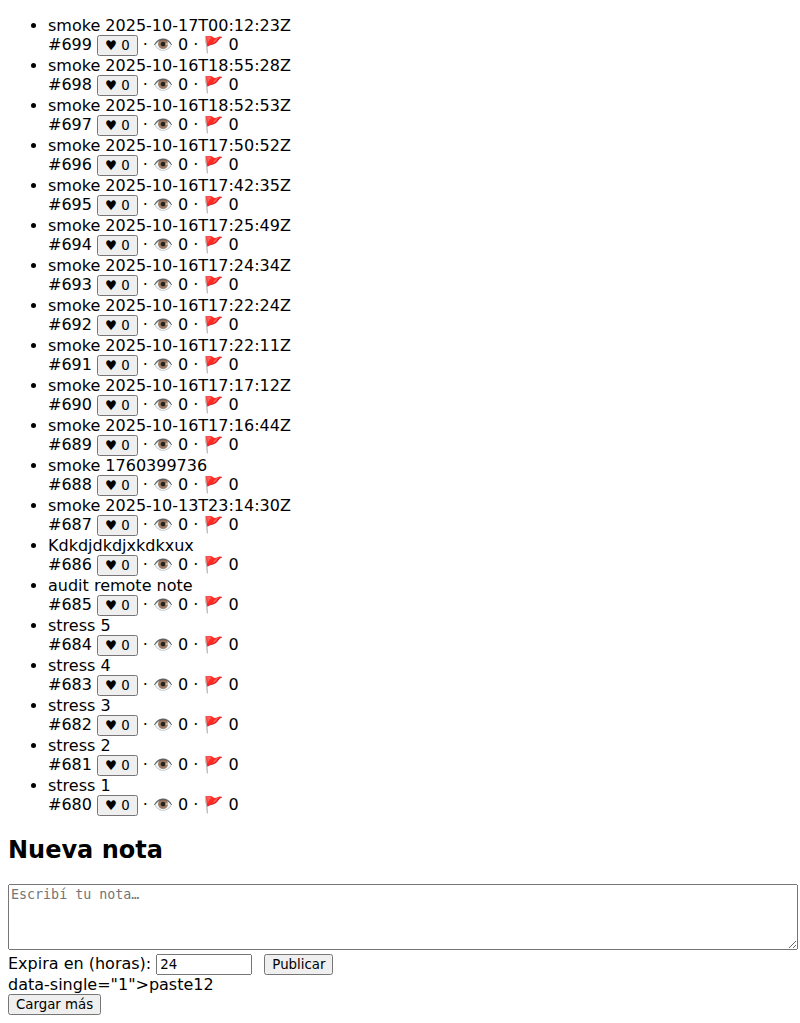 smoke 2025-10-17T00:12:23Z
#699 ♥ 0 · 👁️ 0 · 🚩 0
smoke 2025-10-16T18:55:28Z
#698 ♥ 0 · 👁️ 0 · 🚩 0
smoke 2025-10-16T18:52:53Z
#697 ♥ 0 · 👁️ 0 · 🚩 0
smoke 2025-10-16T17:50:52Z
#696 ♥ 0 · 👁️ 0 · 🚩 0
smoke 2025-10-16T17:42:35Z
#695 ♥ 0 · 👁️ 0 · 🚩 0
smoke 2025-10-16T17:25:49Z
#694 ♥ 0 · 👁️ 0 · 🚩 0
smoke 2025-10-16T17:24:34Z
#693 ♥ 0 · 👁️ 0 · 🚩 0
smoke 2025-10-16T17:22:24Z
#692 ♥ 0 · 👁️ 0 · 🚩 0
smoke 2025-10-16T17:22:11Z
#691 ♥ 0 · 👁️ 0 · 🚩 0
smoke 2025-10-16T17:17:12Z
#690 ♥ 0 · 👁️ 0 · 🚩 0
smoke 2025-10-16T17:16:44Z
#689 ♥ 0 · 👁️ 0 · 🚩 0
smoke 1760399736
#688 ♥ 0 · 👁️ 0 · 🚩 0
smoke 2025-10-13T23:14:30Z
#687 ♥ 0 · 👁️ 0 · 🚩 0
Kdkdjdkdjxkdkxux
#686 ♥ 0 · 👁️ 0 · 🚩 0
audit remote note
#685 ♥ 0 · 👁️ 0 · 🚩 0
stress 5
#684 ♥ 0 · 👁️ 0 · 🚩 0
stress 4
#683 ♥ 0 · 👁️ 0 · 🚩 0
stress 3
#682 ♥ 0 · 👁️ 0 · 🚩 0
stress 2
#681 ♥ 0 · 👁️ 0 · 🚩 0
stress 1
#680 ♥ 0 · 👁️ 0 · 🚩 0
Nueva nota
Escribí tu nota…
Expira en (horas): 24 Publicar
data-single="1">paste12
Cargar más